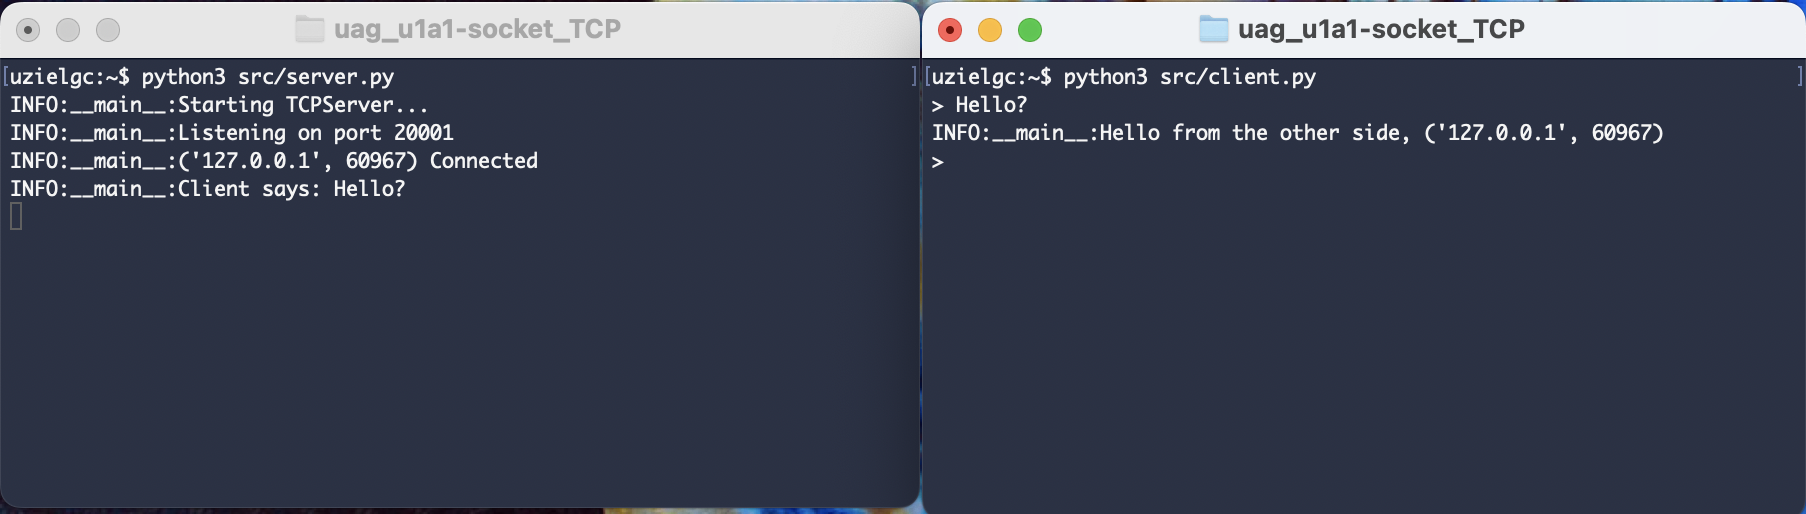 uag_u1a1-socket_TCP
[uzielgc:~$ python3 src/server.py ]
INFO:__main__:Starting TCPServer...
INFO:__main__:Listening on port 20001
INFO:__main__:('127.0.0.1', 60967) Connected
INFO:__main__:Client says: Hello?
uag_u1a1-socket_TCP
[uzielgc:~$ python3 src/client.py ]
> Hello?
INFO:__main__:Hello from the other side, ('127.0.0.1', 60967)
>